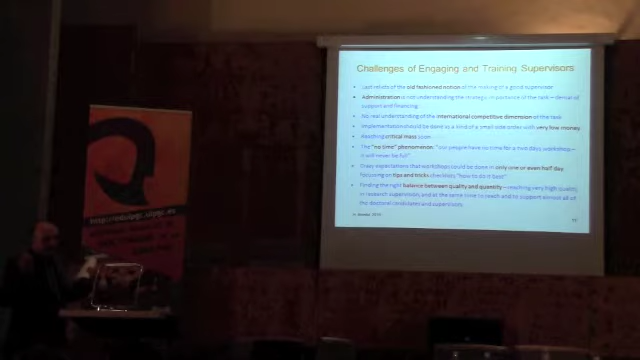 Challenges of Engaging and Training Supervisors
Last relicts of the old fashioned notion of the making of a good supervisor
Administration is not understanding the strategic importance of the task – denial of
support and financing
No real understanding of the international competitive dimension of the task
Implementation should be done as a kind of a small side order with very low money
Reaching critical mass soon
The "no time" phenomenon: "our people have no time for a two days workshop –
it will never be full"
Crazy expectations that workshops could be done in only one or even half day
focussing on tips and tricks checklists, "how to do it best"
Finding the right balance between quality and quantity – reaching very high quality
in research supervision, and at the same time to reach and to support almost all of
the doctoral candidates and supervisors